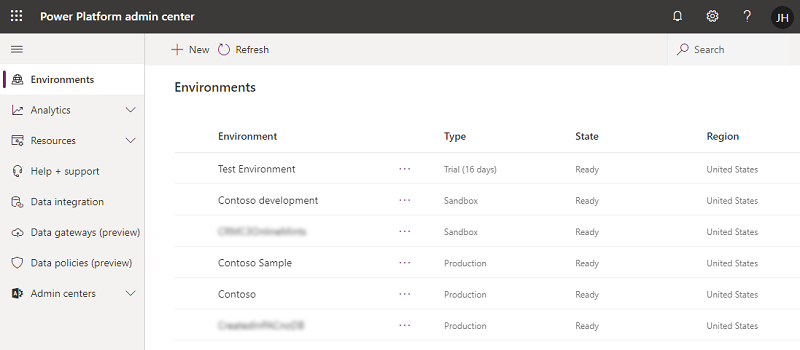 Power Platform admin center
JH
New Refresh Search
Environments
Analytics
Resources
Help + support
Data integration
Data gateways (preview)
Data policies (preview)
Admin centers
Environments
Environment Type State Region
Test Environment ... Trial (16 days) Ready United States
Contoso development ... Sandbox Ready United States
... Sandbox Ready United States
Contoso Sample ... Production Ready United States
Contoso ... Production Ready United States
... Production Ready United States